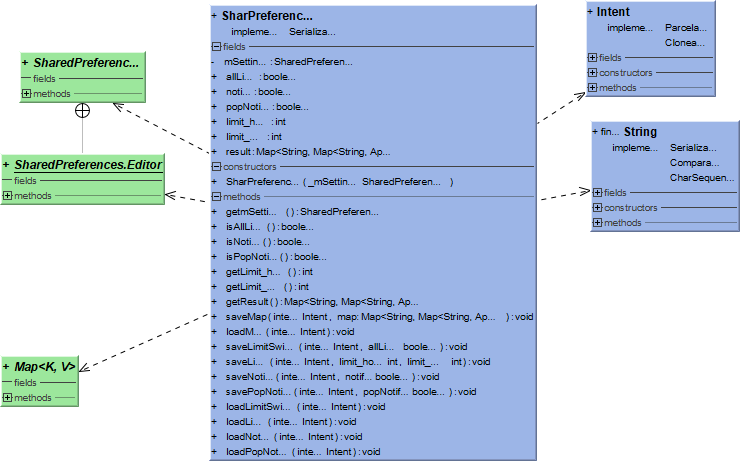 + SharedPreferenc...
fields
methods
+ SharedPreferences.Editor
fields
methods
+ Map<K, V>
fields
methods
+ SharPreferenc...
impleme... Serializa...
fields
- mSettin... : SharedPreferen...
+ allLi... : boole...
+ noti... : boole...
+ popNoti... : boole...
+ limit_h... : int
+ limit_... : int
+ result : Map<String, Map<String, Ap...
constructors
+ SharPreferenc... ( _mSettin... SharedPreferen... )
methods
+ getmSetti... () : SharedPreferen...
+ isAllLi... () : boole...
+ isNoti... () : boole...
+ isPopNoti... () : boole...
+ getLimit_h... () : int
+ getLimit_... () : int
+ getResult () : Map<String, Map<String, Ap...
+ saveMap ( inte... Intent, map: Map<String, Map<String, Ap... ) : void
+ loadM... ( inte... Intent ) : void
+ saveLimitSwi... ( inte... Intent, allLi... boole... ) : void
+ saveLi... ( inte... Intent, limit_ho... int, limit_... int ) : void
+ saveNoti... ( inte... Intent, notif... boole... ) : void
+ savePopNoti... ( inte... Intent, popNotif... boole... ) : void
+ loadLimitSwi... ( inte... Intent ) : void
+ loadLi... ( inte... Intent ) : void
+ loadNot... ( inte... Intent ) : void
+ loadPopNot... ( inte... Intent ) : void
+ Intent
impleme... Parcela...
Clonea...
fields
constructors
methods
+ fin... String
impleme... Serializa...
Compara...
CharSequen...
fields
constructors
methods